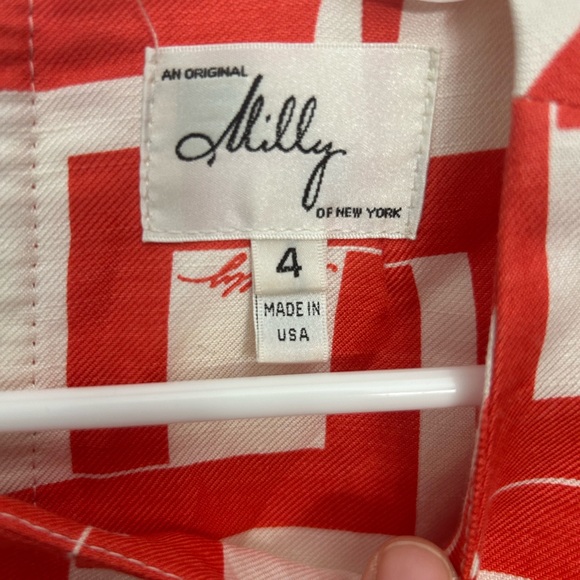 AN ORIGINAL
Milly
OF NEW YORK
4
MADE IN
USA